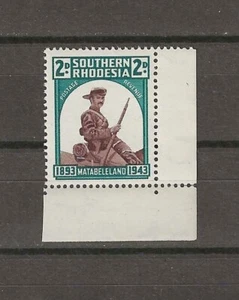 2D SOUTHERN 2D
RHODESIA
POSTAGE REVENUE
1893 MATABELELAND 1943